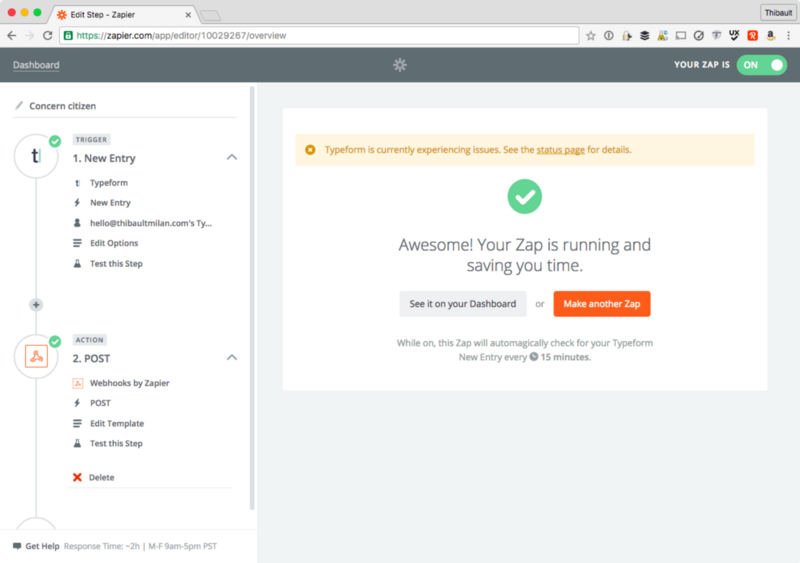 Edit Step - Zapier
Thibault
https://zapier.com/app/editor/10029267/overview
Dashboard
YOUR ZAP IS ON
Concern citizen
TRIGGER
1. New Entry
Typeform
New Entry
hello@thibaultmilan.com's Ty...
Edit Options
Test this Step
ACTION
2. POST
Webhooks by Zapier
POST
Edit Template
Test this Step
Delete
Get Help Response Time: ~2h | M-F 9am-5pm PST
Typeform is currently experiencing issues. See the status page for details.
Awesome! Your Zap is running and
saving you time.
See it on your Dashboard or Make another Zap
While on, this Zap will automagically check for your Typeform
New Entry every 15 minutes.